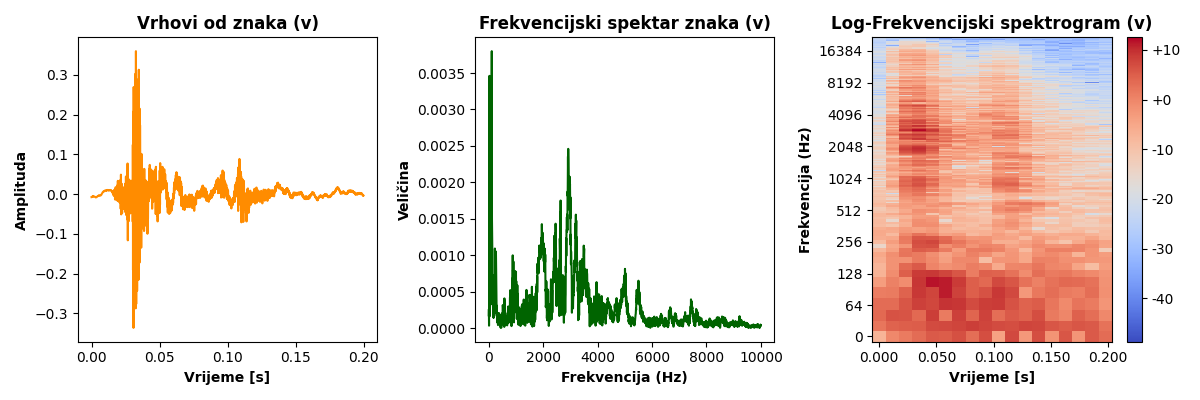 Vrhovi od znaka (v)
Amplituda
0.3
0.2
0.1
0.0
−0.1
−0.2
−0.3
0.00 0.05 0.10 0.15 0.20
Vrijeme [s]
Frekvencijski spektar znaka (v)
Veličina
0.0035
0.0030
0.0025
0.0020
0.0015
0.0010
0.0005
0.0000
0 2000 4000 6000 8000 10000
Frekvencija (Hz)
Log-Frekvencijski spektrogram (v)
Frekvencija (Hz)
16384
8192
4096
2048
1024
512
256
128
64
0
0.000 0.050 0.100 0.150 0.200
Vrijeme [s]
+10
+0
-10
-20
-30
-40